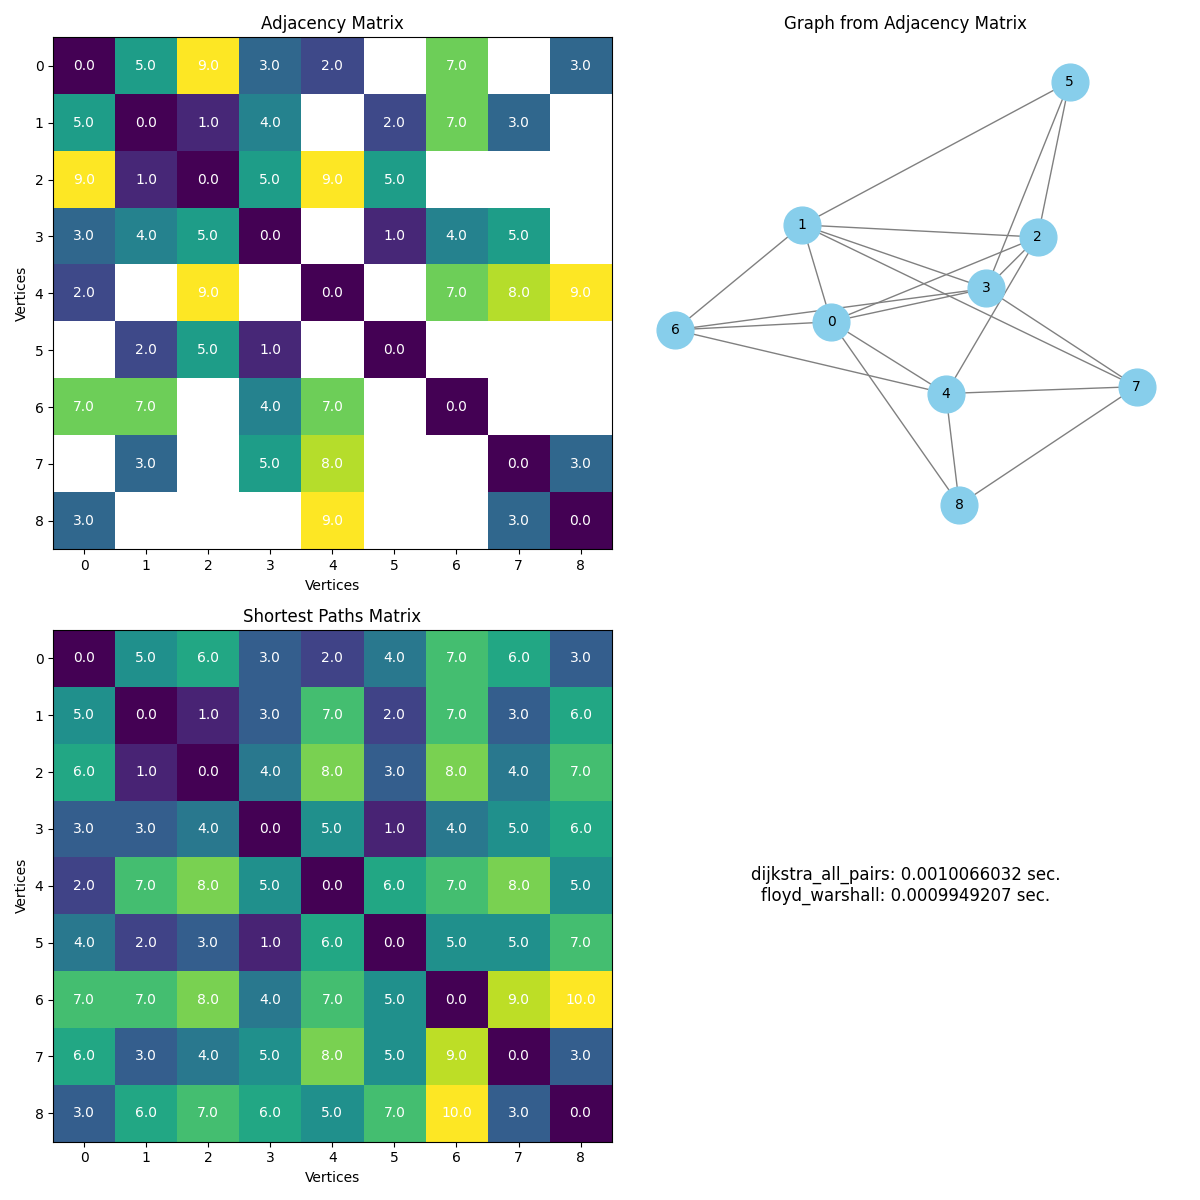 Adjacency Matrix
0 0.0 5.0 9.0 3.0 2.0 7.0 3.0
1 5.0 0.0 1.0 4.0 2.0 7.0 3.0
2 9.0 1.0 0.0 5.0 9.0 5.0
3 3.0 4.0 5.0 0.0 1.0 4.0 5.0
4 2.0 9.0 0.0 7.0 8.0 9.0
5 2.0 5.0 1.0 0.0
6 7.0 7.0 4.0 7.0 0.0
7 3.0 5.0 8.0 0.0 3.0
8 3.0 9.0 3.0 0.0
Vertices
0 1 2 3 4 5 6 7 8
Vertices
Graph from Adjacency Matrix
5
1
2
3
0
6
7
4
8
Shortest Paths Matrix
0 0.0 5.0 6.0 3.0 2.0 4.0 7.0 6.0 3.0
1 5.0 0.0 1.0 3.0 7.0 2.0 7.0 3.0 6.0
2 6.0 1.0 0.0 4.0 8.0 3.0 8.0 4.0 7.0
3 3.0 3.0 4.0 0.0 5.0 1.0 4.0 5.0 6.0
4 2.0 7.0 8.0 5.0 0.0 6.0 7.0 8.0 5.0
5 4.0 2.0 3.0 1.0 6.0 0.0 5.0 5.0 7.0
6 7.0 7.0 8.0 4.0 7.0 5.0 0.0 9.0 10.0
7 6.0 3.0 4.0 5.0 8.0 5.0 9.0 0.0 3.0
8 3.0 6.0 7.0 6.0 5.0 7.0 10.0 3.0 0.0
Vertices
0 1 2 3 4 5 6 7 8
Vertices
dijkstra_all_pairs: 0.0010066032 sec.
floyd_warshall: 0.0009949207 sec.